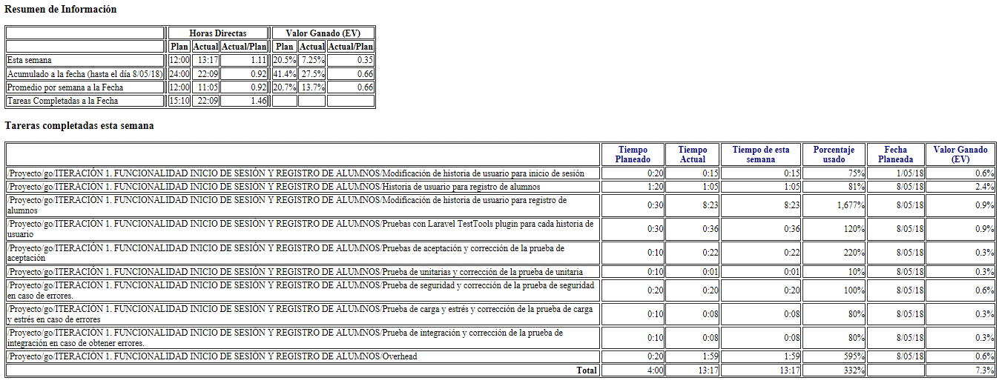 Resumen de Información
Horas Directas Valor Ganado (EV)
Plan Actual Actual/Plan Plan Actual Actual/Plan
Esta semana 12:00 13:17 1.11 20.5% 7.25% 0.35
Acumulado a la fecha (hasta el día 8/05/18) 24:00 22:09 0.92 41.4% 27.5% 0.66
Promedio por semana a la Fecha 12:00 11:05 0.92 20.7% 13.7% 0.66
Tareas Completadas a la Fecha 15:10 22:09 1.46
Tareras completadas esta semana
Tiempo Planeado Tiempo Actual Tiempo de esta semana Porcentaje usado Fecha Planeada Valor Ganado (EV)
/Proyecto/go/ITERACIÓN 1. FUNCIONALIDAD INICIO DE SESIÓN Y REGISTRO DE ALUMNOS/Modificación de historia de usuario para inicio de sesión 0:20 0:15 0:15 75% 1/05/18 0.6%
/Proyecto/go/ITERACIÓN 1. FUNCIONALIDAD INICIO DE SESIÓN Y REGISTRO DE ALUMNOS/Historia de usuario para registro de alumnos 1:20 1:05 1:05 81% 8/05/18 2.4%
/Proyecto/go/ITERACIÓN 1. FUNCIONALIDAD INICIO DE SESIÓN Y REGISTRO DE ALUMNOS/Modificación de historia de usuario para registro de
alumnos 0:30 8:23 8:23 1,677% 8/05/18 0.9%
/Proyecto/go/ITERACIÓN 1. FUNCIONALIDAD INICIO DE SESIÓN Y REGISTRO DE ALUMNOS/Pruebas con Laravel TestTools plugin para cada historia de
usuario 0:30 0:36 0:36 120% 8/05/18 0.9%
/Proyecto/go/ITERACIÓN 1. FUNCIONALIDAD INICIO DE SESIÓN Y REGISTRO DE ALUMNOS/Pruebas de aceptación y corrección de la prueba de
aceptación 0:10 0:22 0:22 220% 8/05/18 0.3%
/Proyecto/go/ITERACIÓN 1. FUNCIONALIDAD INICIO DE SESIÓN Y REGISTRO DE ALUMNOS/Prueba de unitarias y corrección de la prueba de unitaria 0:10 0:01 0:01 10% 8/05/18 0.3%
/Proyecto/go/ITERACIÓN 1. FUNCIONALIDAD INICIO DE SESIÓN Y REGISTRO DE ALUMNOS/Prueba de seguridad y corrección de la prueba de seguridad
en caso de errores. 0:20 0:20 0:20 100% 8/05/18 0.6%
/Proyecto/go/ITERACIÓN 1. FUNCIONALIDAD INICIO DE SESIÓN Y REGISTRO DE ALUMNOS/Prueba de carga y estrés y corrección de la prueba de carga
y estrés en caso de errores 0:10 0:08 0:08 80% 8/05/18 0.3%
/Proyecto/go/ITERACIÓN 1. FUNCIONALIDAD INICIO DE SESIÓN Y REGISTRO DE ALUMNOS/Prueba de integración y corrección de la prueba de
integración en caso de obtener errores. 0:10 0:08 0:08 80% 8/05/18 0.3%
/Proyecto/go/ITERACIÓN 1. FUNCIONALIDAD INICIO DE SESIÓN Y REGISTRO DE ALUMNOS/Overhead 0:20 1:59 1:59 595% 8/05/18 0.6%
Total 4:00 13:17 13:17 332% 7.3%